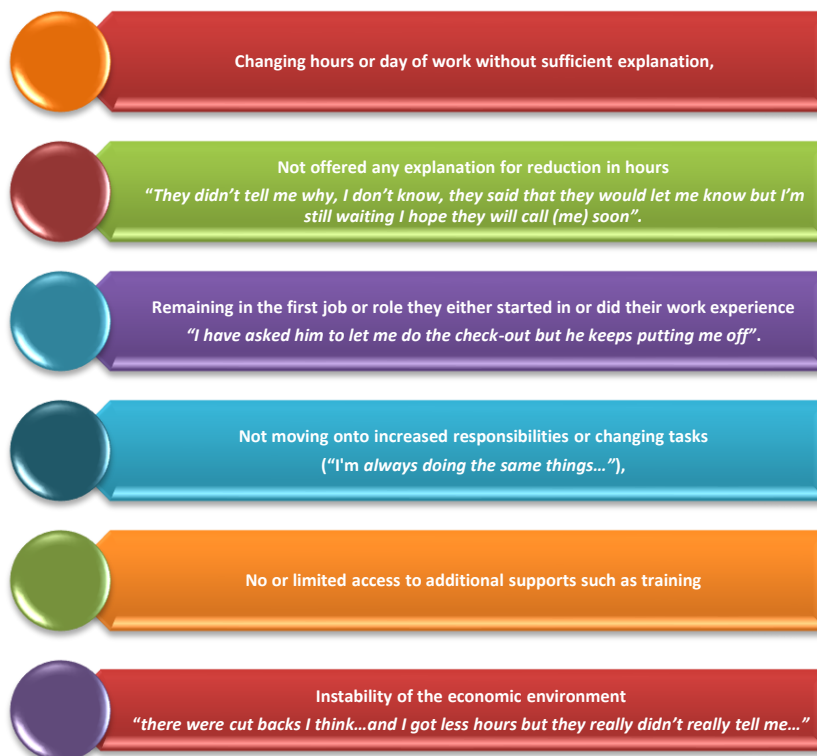 Changing hours or day of work without sufficient explanation,
Not offered any explanation for reduction in hours
“They didn’t tell me why, I don’t know, they said that they would let me know but I’m
still waiting I hope they will call (me) soon”.
Remaining in the first job or role they either started in or did their work experience
“I have asked him to let me do the check-out but he keeps putting me off”.
Not moving onto increased responsibilities or changing tasks
(“I'm always doing the same things…”),
No or limited access to additional supports such as training
Instability of the economic environment
“there were cut backs I think…and I got less hours but they really didn’t really tell me…”